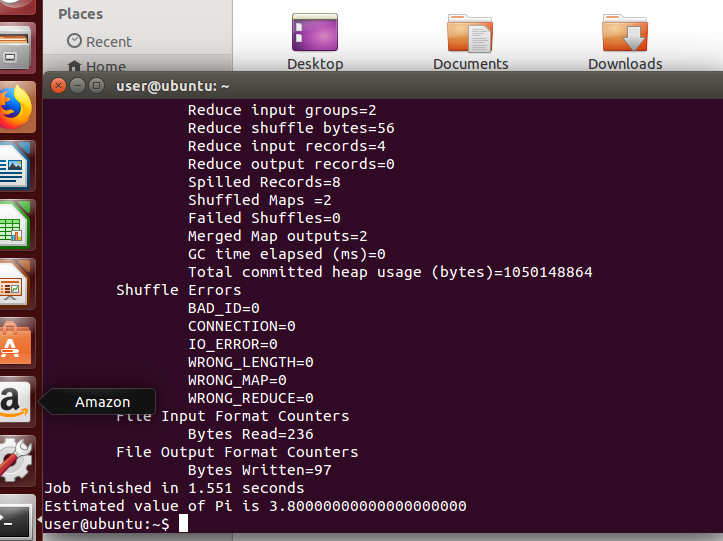 Places
Recent
Home
Desktop
Documents
Downloads
user@ubuntu: ~
Reduce input groups=2
Reduce shuffle bytes=56
Reduce input records=4
Reduce output records=0
Spilled Records=8
Shuffled Maps =2
Failed Shuffles=0
Merged Map outputs=2
GC time elapsed (ms)=0
Total committed heap usage (bytes)=1050148864
Shuffle Errors
BAD_ID=0
CONNECTION=0
IO_ERROR=0
WRONG_LENGTH=0
WRONG_MAP=0
WRONG_REDUCE=0
Amazon
File Input Format Counters
Bytes Read=236
File Output Format Counters
Bytes Written=97
Job Finished in 1.551 seconds
Estimated value of Pi is 3.80000000000000000000
user@ubuntu:~$